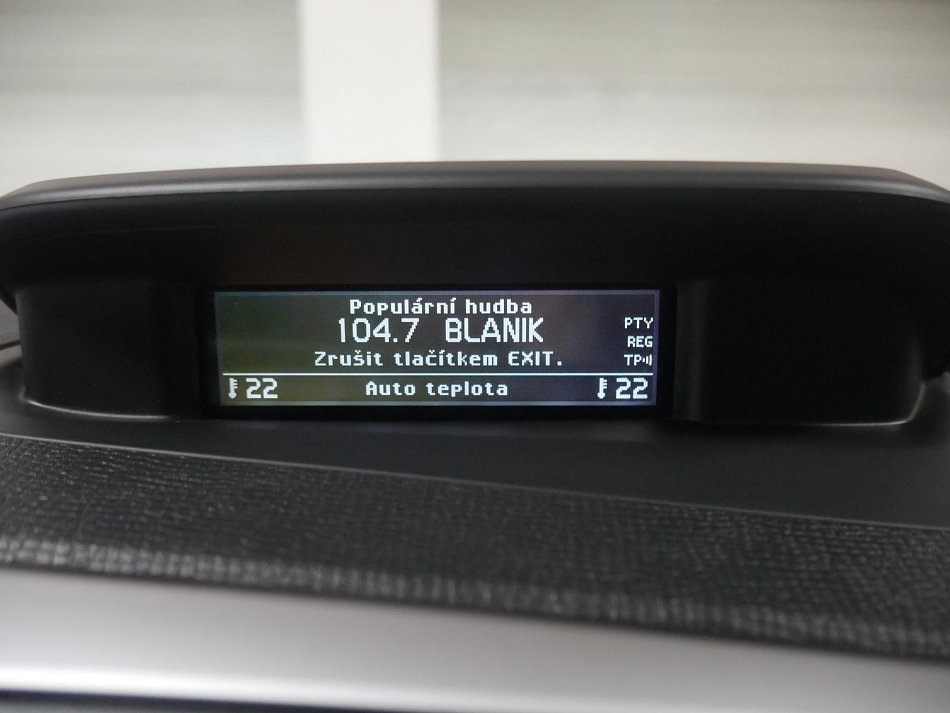 Populární hudba
104.7 BLANIK
PTY
REG
Zrušit tlačítkem EXIT.
TP
22 Auto teplota 22